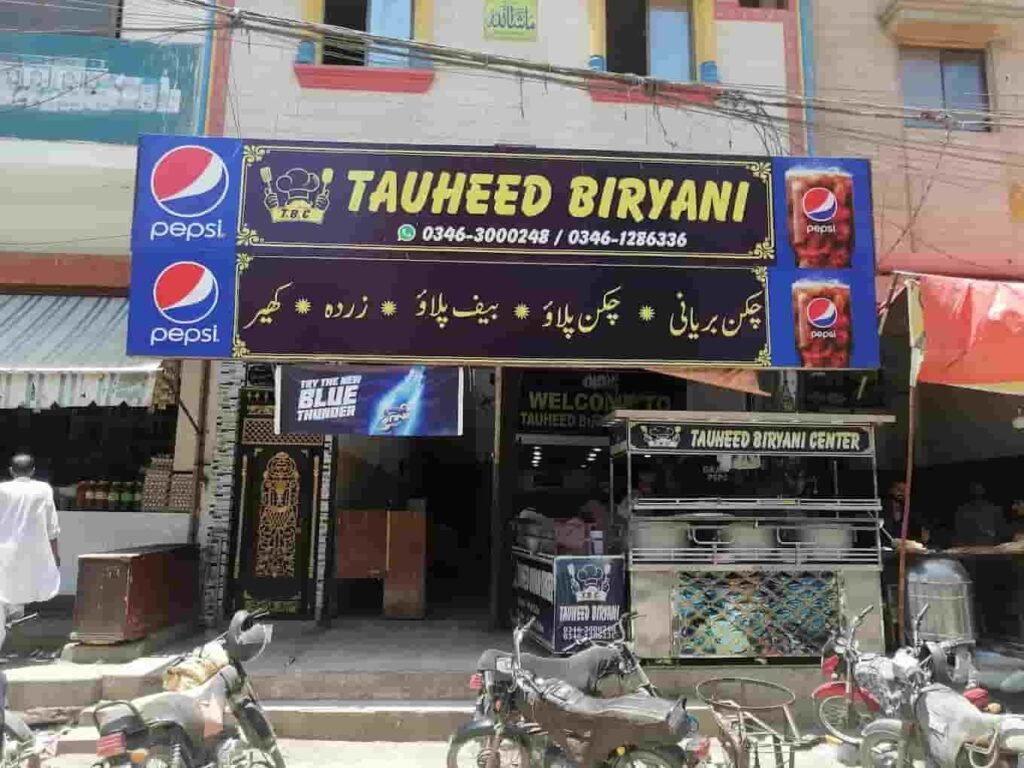 ماشاءالله
pepsi
T.B.C
TAUHEED BIRYANI
0346-3000248 / 0346-1286336
pepsi
pepsi
چکن بریانی ٭ چکن پلاؤ ٭ بیف پلاؤ ٭ زردہ ٭ کھیر
pepsi
TRY THE NEW
BLUE
THUNDER
WELCOME TO
TAUHEED
TAUHEED BIRYANI CENTER
T.B.C
TAUHEED BIRYANI